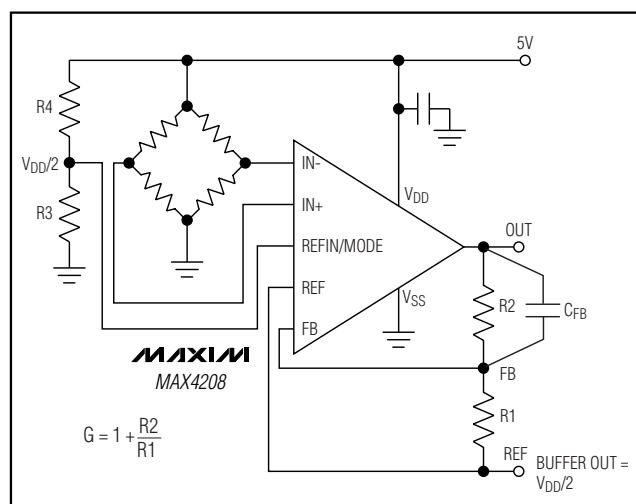 5V
R4
V_DD/2
R3
IN-
IN+
REFIN/MODE
REF
FB
V_DD
V_SS
OUT
R2
C_FB
FB
R1
REF
BUFFER OUT =
V_DD/2
MAXIM
MAX4208
G = 1 + R2/R1